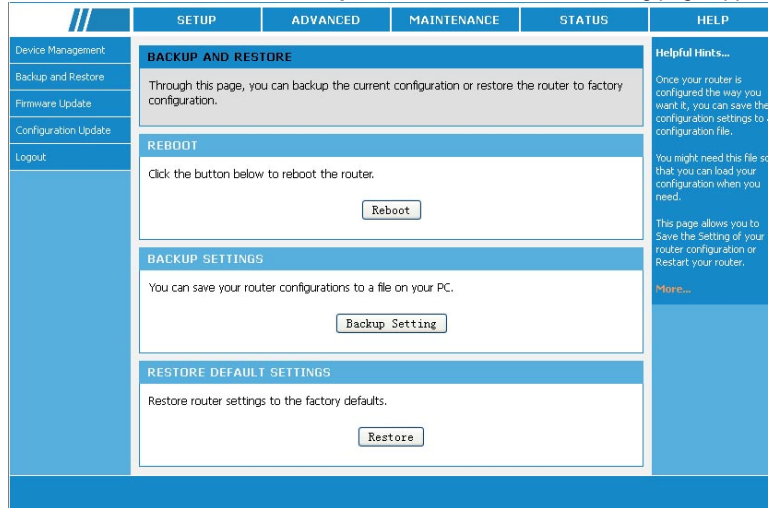 SETUP ADVANCED MAINTENANCE STATUS HELP
Device Management
Backup and Restore
Firmware Update
Configuration Update
Logout
BACKUP AND RESTORE
Through this page, you can backup the current configuration or restore the router to factory
configuration.
REBOOT
Click the button below to reboot the router.
Reboot
BACKUP SETTINGS
You can save your router configurations to a file on your PC.
Backup Setting
RESTORE DEFAULT SETTINGS
Restore router settings to the factory defaults.
Restore
Helpful Hints...
Once your router is
configured the way you
want it, you can save the
configuration settings to a
configuration file.
You might need this file so
that you can load your
configuration when you
need.
This page allows you to
Save the Setting of your
router configuration or
Restart your router.
More...